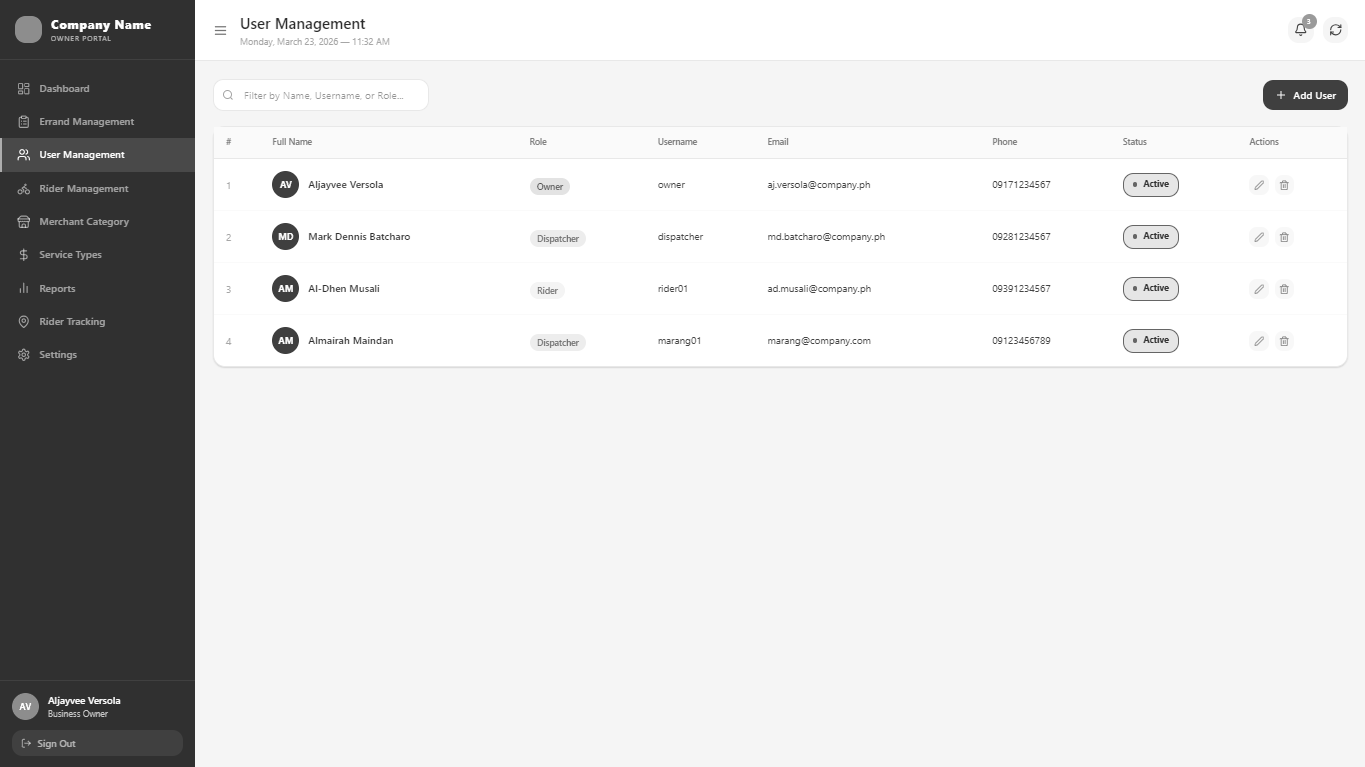 Company Name
OWNER PORTAL
Dashboard
Errand Management
User Management
Rider Management
Merchant Category
Service Types
Reports
Rider Tracking
Settings
AV
Aljayvee Versola
Business Owner
Sign Out
User Management
Monday, March 23, 2026 — 11:32 AM
3
Filter by Name, Username, or Role...
Add User
# Full Name Role Username Email Phone Status Actions
1 AV Aljayvee Versola Owner owner aj.versola@company.ph 09171234567 Active
2 MD Mark Dennis Batcharo Dispatcher dispatcher md.batcharo@company.ph 09281234567 Active
3 AM Al-Dhen Musali Rider rider01 ad.musali@company.ph 09391234567 Active
4 AM Almairah Maindan Dispatcher marang01 marang@company.com 09123456789 Active